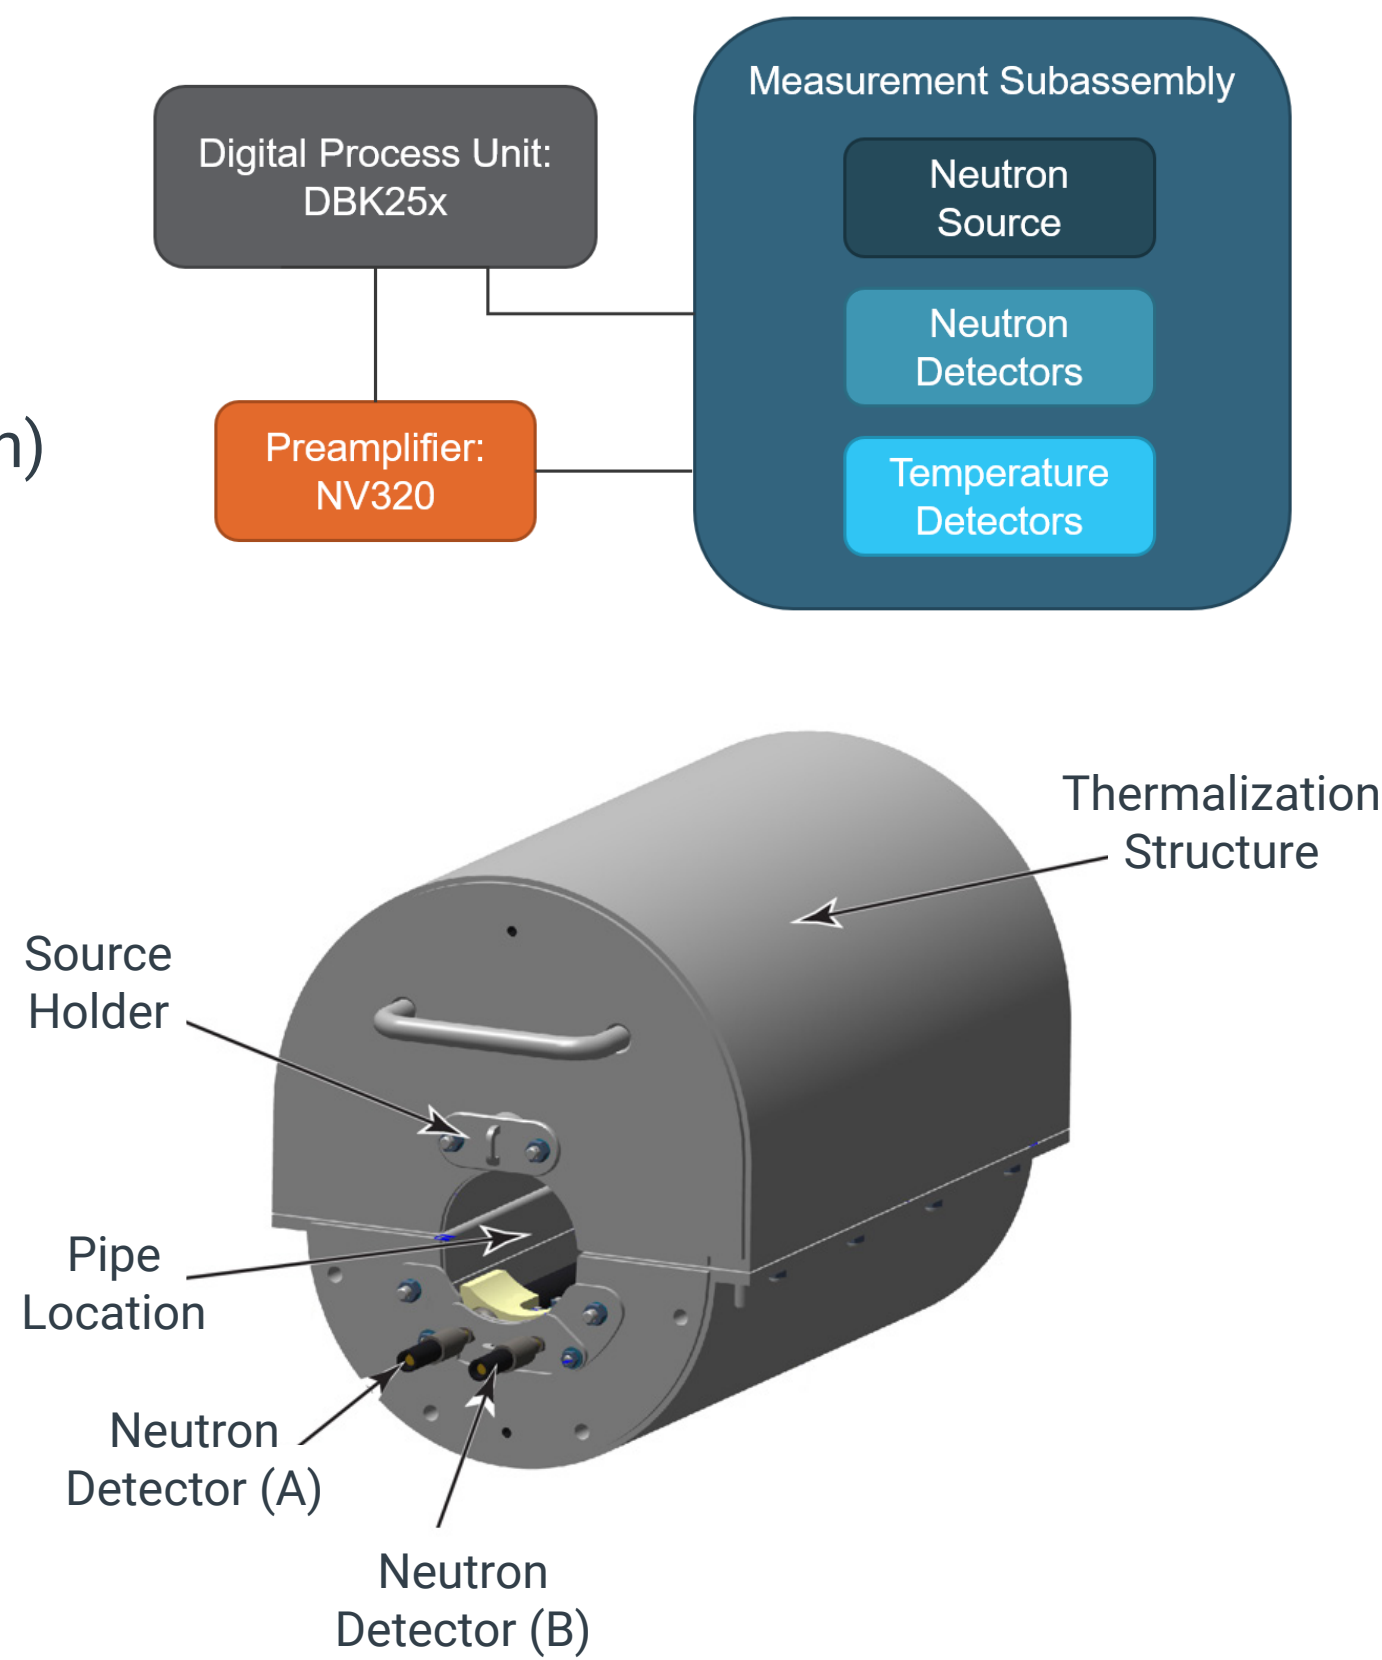 Measurement Subassembly
Digital Process Unit:
DBK25x
Neutron
Source
Neutron
Detectors
n)
Preamplifier:
NV320
Temperature
Detectors
Thermalization
Structure
Source
Holder
Pipe
Location
Neutron
Detector (A)
Neutron
Detector (B)